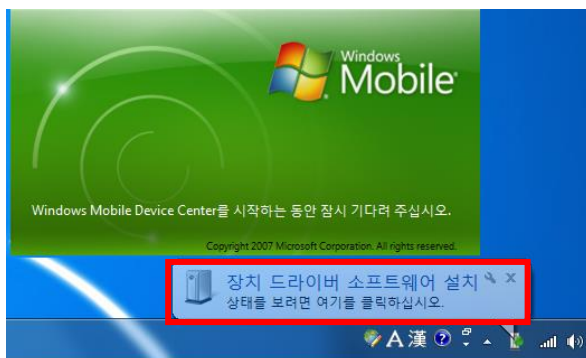 Windows
Mobile
Windows Mobile Device Center를 시작하는 동안 잠시 기다려 주십시오.
Copyright 2007 Microsoft Corporation. All rights reserved.
장치 드라이버 소프트웨어 설치
상태를 보려면 여기를 클릭하십시오.
A 漢